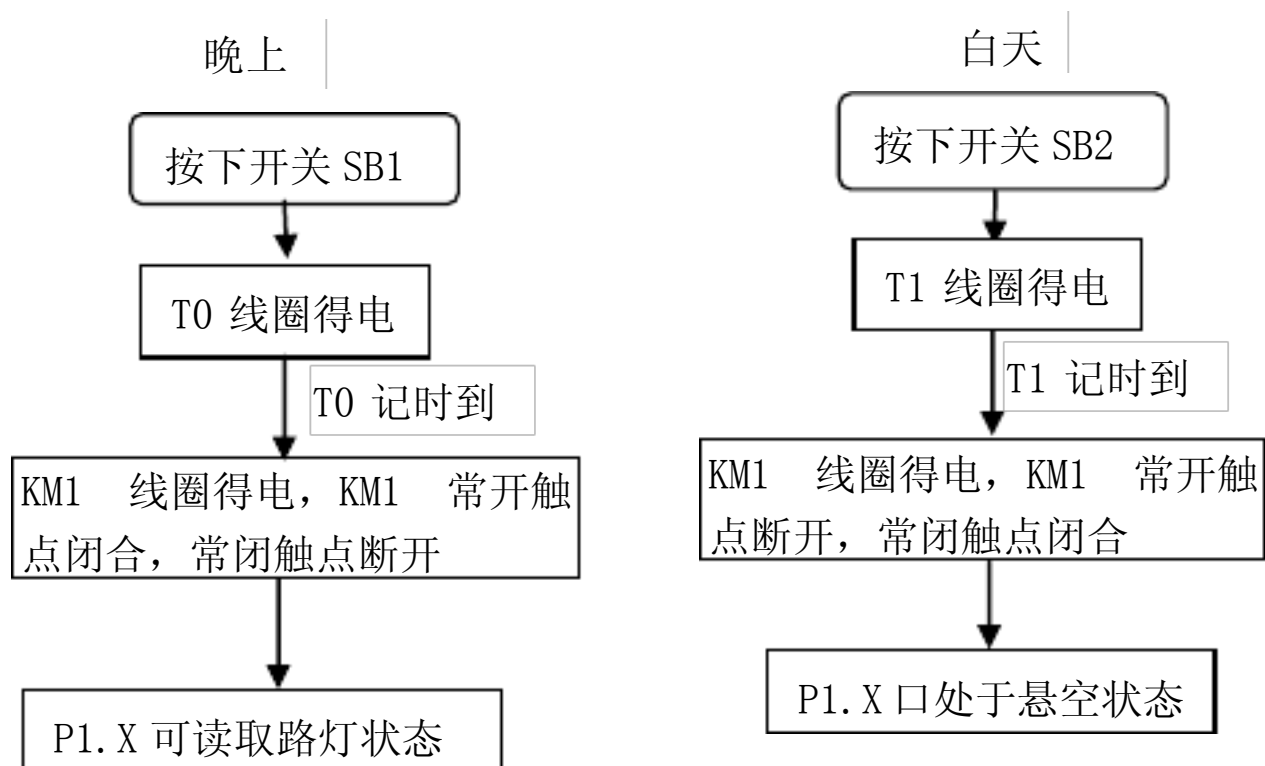 晚上
按下开关 SB1
T0 线圈得电
T0 记时到
KM1 线圈得电，KM1 常开触
点闭合，常闭触点断开
P1.X 可读取路灯状态
白天
按下开关 SB2
T1 线圈得电
T1 记时到
KM1 线圈得电，KM1 常开触
点断开，常闭触点闭合
P1.X 口处于悬空状态